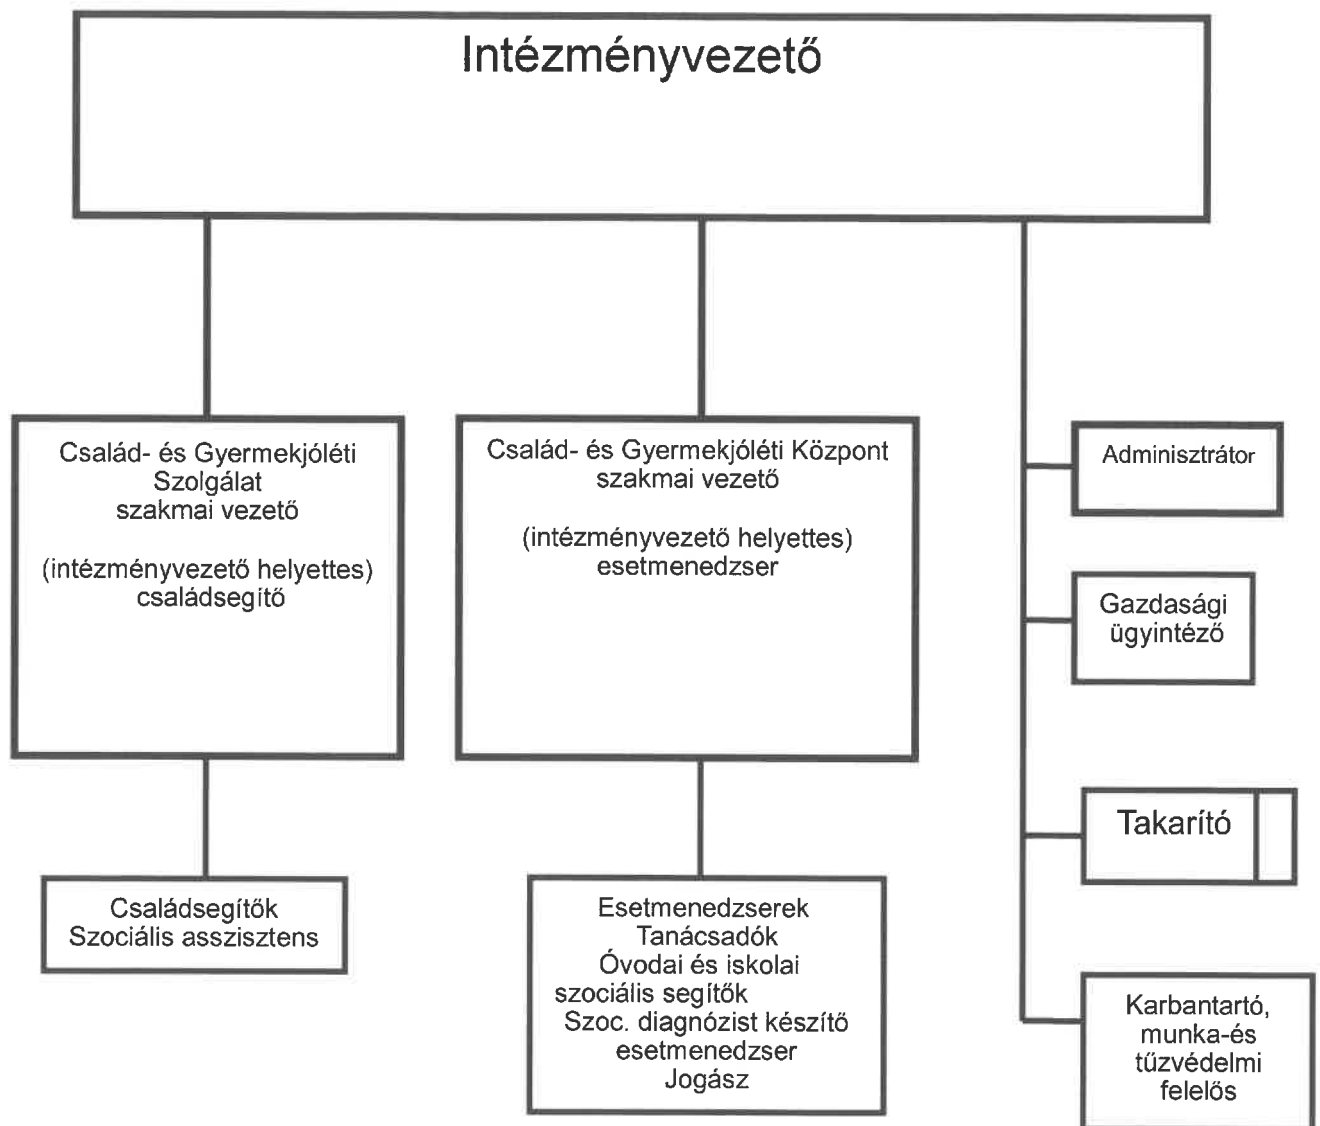 Intézményvezető
Család- és Gyermekjóléti
Szolgálat
szakmai vezető
(intézményvezető helyettes)
családsegítő
Család- és Gyermekjóléti Központ
szakmai vezető
(intézményvezető helyettes)
esetmenedzser
Adminisztrátor
Gazdasági
ügyintéző
Takarító
Karbantartó,
munka-és
tűzvédelmi
felelős
Családsegítők
Szociális asszisztens
Esetmenedzserek
Tanácsadók
Óvodai és iskolai
szociális segítők
Szoc. diagnózist készítő
esetmenedzser
Jogász